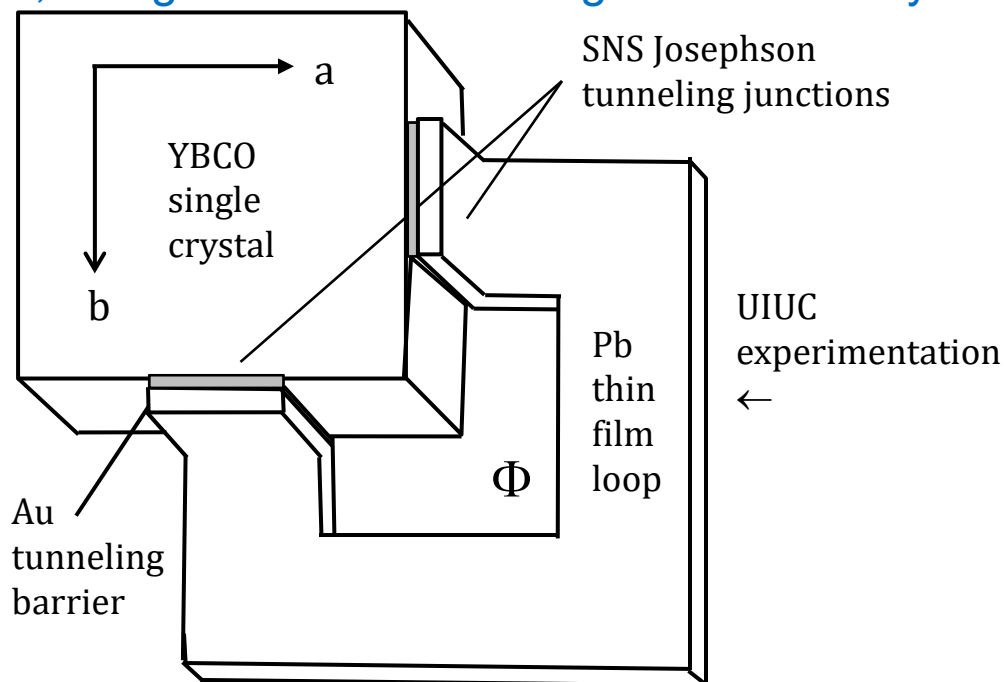 a
b
YBCO
single
crystal
SNS Josephson
tunneling junctions
UIUC
experimentation
←
Pb
thin
film
loop
Φ
Au
tunneling
barrier